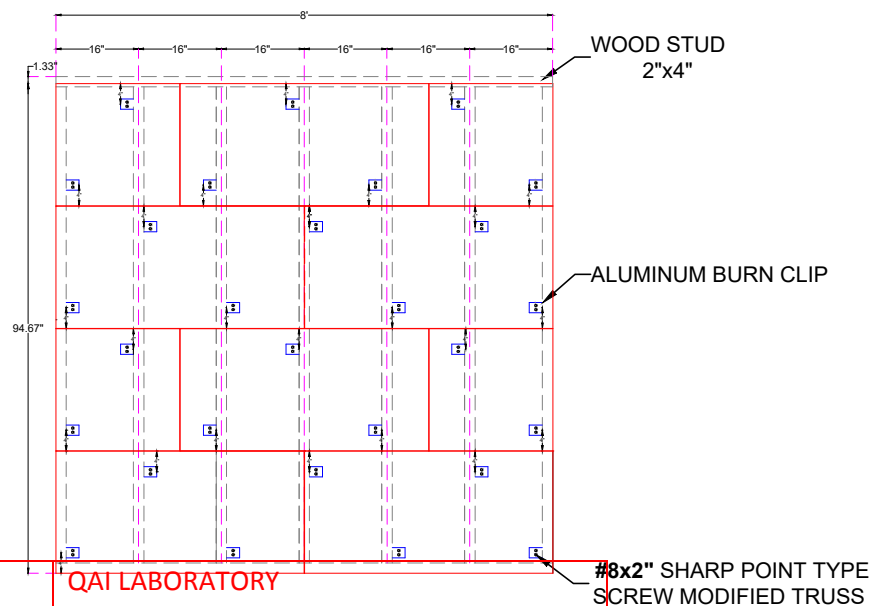 8'
16" 16" 16" 16" 16" 16"
WOOD STUD
2"x4"
1.33"
ALUMINUM BURN CLIP
94.67"
QAI LABORATORY
#8x2" SHARP POINT TYPE
SCREW MODIFIED TRUSS